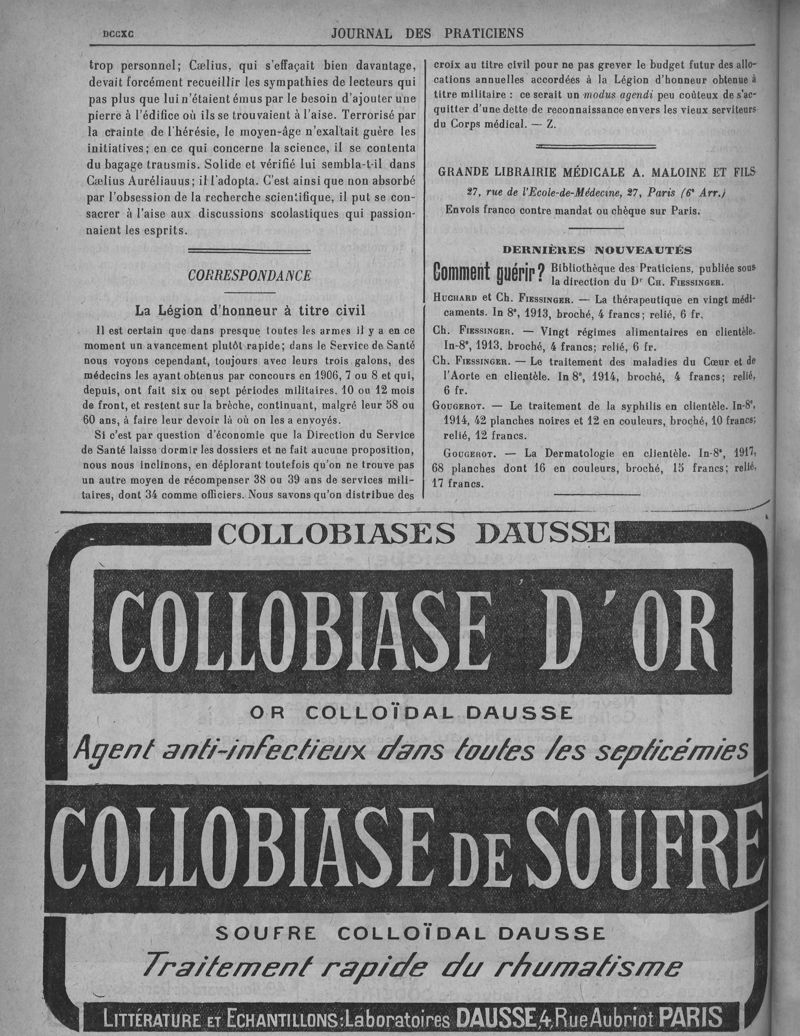 DCCXC
JOURNAL DES PRATICIENS
trop personnel; Cælius, qui s'effaçait bien davantage,
devait forcément recueillir les sympathies de lecteurs qui
pas plus que lui n'étaient émus par le besoin d'ajouter une
pierre à l'édifice où ils se trouvaient à l'aise. Terrorisé par
la crainte de l'hérésie, le moyen-âge n'exaltait guère les
initiatives; en ce qui concerne la science, il se contenta
du bagage transmis. Solide et vérifié lui sembla-t-il dans
Cælius Auréliauus; il l'adopta. C'est ainsi que non absorbé
par l'obsession de la recherche scientifique, il put se con-
sacrer à l'aise aux discussions scolastiques qui passion-
naient les esprits.
CORRESPONDANCE
La Légion d'honneur à titre civil
Il est certain que dans presque toutes les armes il y a en ce
moment un avancement plutôt rapide; dans le Service de Santé
nous voyons cependant, toujours avec leurs trois galons, des
médecins les ayant obtenus par concours en 1906, 7 ou 8 et qui,
depuis, ont fait six ou sept périodes militaires, 10 ou 12 mois
de front, et restent sur la brèche, continuant, malgré leur 58 ou
60 ans, à faire leur devoir là où on les a envoyés.
Si c'est par question d'économie que la Direction du Service
de Santé laisse dormir les dossiers et ne fait aucune proposition,
nous nous inclinons, en déplorant toutefois qu'on ne trouve pas
un autre moyen de récompenser 38 ou 39 ans de services mili-
taires, dont 34 comme officiers. Nous savons qu'on distribue des
croix au titre civil pour ne pas grever le budget futur des allo-
cations annuelles accordées à la Légion d'honneur obtenue à
titre militaire : ce serait un modus agendi peu coûteux de s'ac-
quitter d'une dette de reconnaissance envers les vieux serviteurs
du Corps médical. — Z.
GRANDE LIBRAIRIE MÉDICALE A. MALOINE ET FILS
27, rue de l'Ecole-de-Médecine, 27, Paris (6e Arr.)
Envois franco contre mandat ou chèque sur Paris.
DERNIÈRES NOUVEAUTÉS
Comment guérir? Bibliothèque des Praticiens, publiée sous
la direction du Dr CH. FIESSINGER.
HUCHARD et Ch. FIESSINGER. — La thérapeutique en vingt médi-
caments. In 8°, 1913, broché, 4 francs; relié, 6 fr.
Ch. FIESSINGER. — Vingt régimes alimentaires en clientèle.
In-8°, 1913, broché, 4 francs; relié, 6 fr.
Ch. FIESSINGER. — Le traitement des maladies du Cœur et de
l'Aorte en clientèle. In 8°, 1914, broché, 4 francs; relié,
6 fr.
GOUGEROT. — Le traitement de la syphilis en clientèle. In-8°,
1914, 42 planches noires et 12 en couleurs, broché, 10 francs;
relié, 12 francs.
GOUGEROT. — La Dermatologie en clientèle. In-8°, 1917,
68 planches dont 16 en couleurs, broché, 15 francs; relié,
17 francs.
COLLOBIASES DAUSSE
COLLOBIASE D'OR
OR COLLOÏDAL DAUSSE
Agent anti-infectieux dans toutes les septicémies
COLLOBIASE DE SOUFRE
SOUFRE COLLOÏDAL DAUSSE
Traitement rapide du rhumatisme
LITTÉRATURE ET ECHANTILLONS: Laboratoires DAUSSE 4, Rue Aubriot PARIS